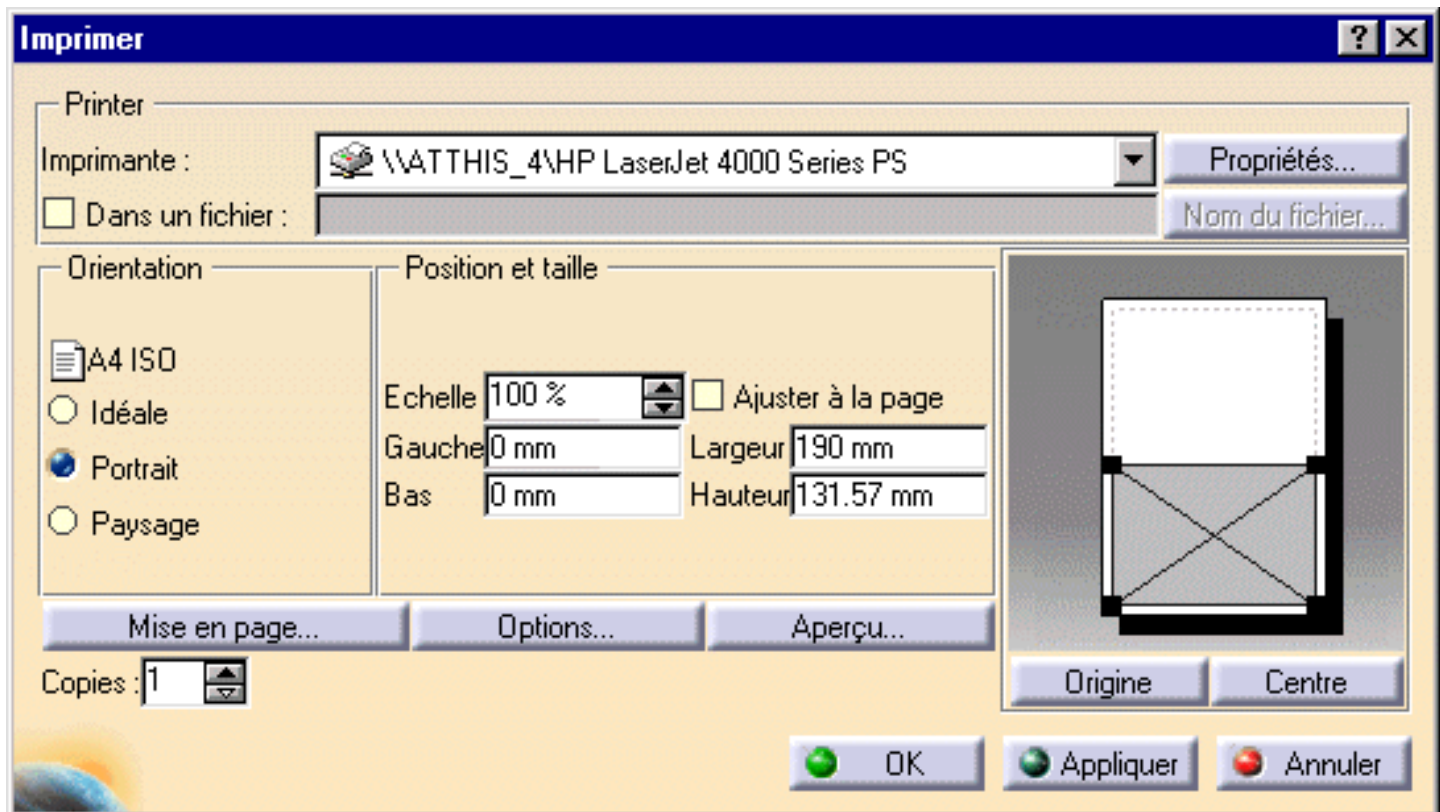 Imprimer
Printer
Imprimante :
\\ATTHIS_4\HP LaserJet 4000 Series PS
Propriétés...
Dans un fichier :
Nom du fichier...
Orientation
A4 ISO
Idéale
Portrait
Paysage
Position et taille
Echelle 100 % Ajuster à la page
Gauche 0 mm Largeur 190 mm
Bas 0 mm Hauteur 131.57 mm
Mise en page... Options... Aperçu...
Origine Centre
Copies : 1
OK Appliquer Annuler